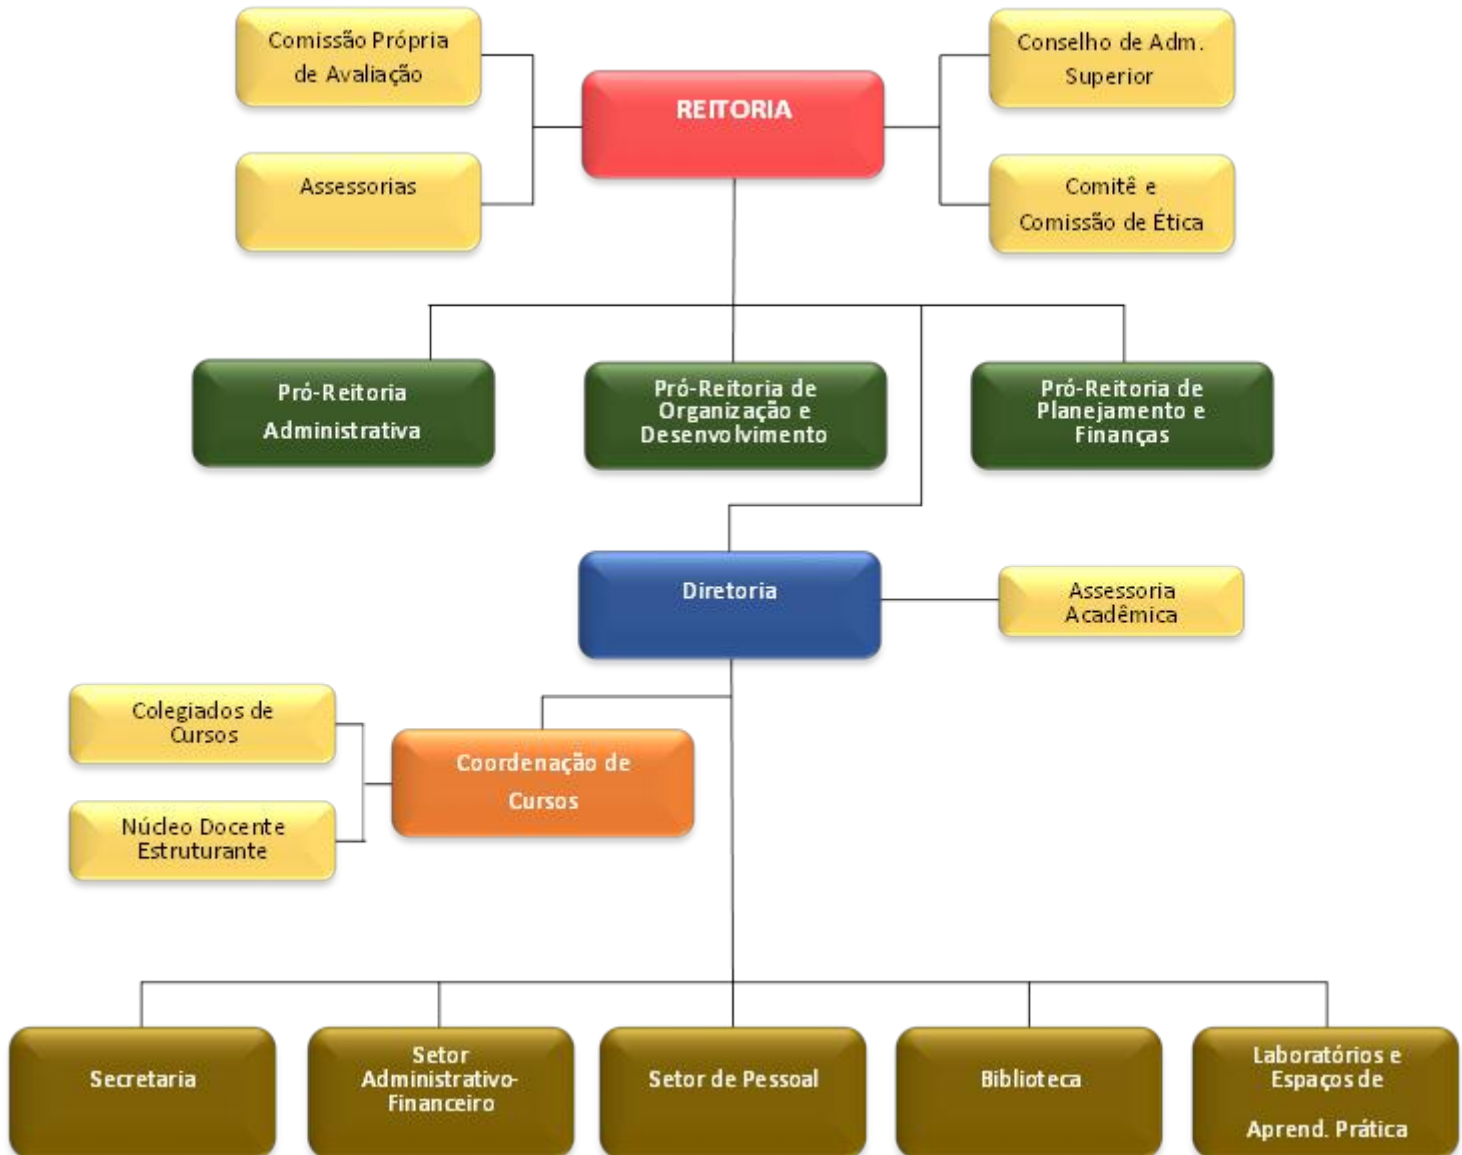 Comissão Própria
de Avaliação
Conselho de Adm.
Superior
REITORIA
Assessorias
Comitê e
Comissão de Ética
Pró-Reitoria
Administrativa
Pró-Reitoria de
Organização e
Desenvolvimento
Pró-Reitoria de
Planejamento e
Finanças
Diretoria
Assessoria
Acadêmica
Colegiados de
Cursos
Coordenação de
Cursos
Núcleo Docente
Estruturante
Secretaria
Setor
Administrativo-
Financeiro
Setor de Pessoal
Biblioteca
Laboratórios e
Espaços de
Aprend. Prática